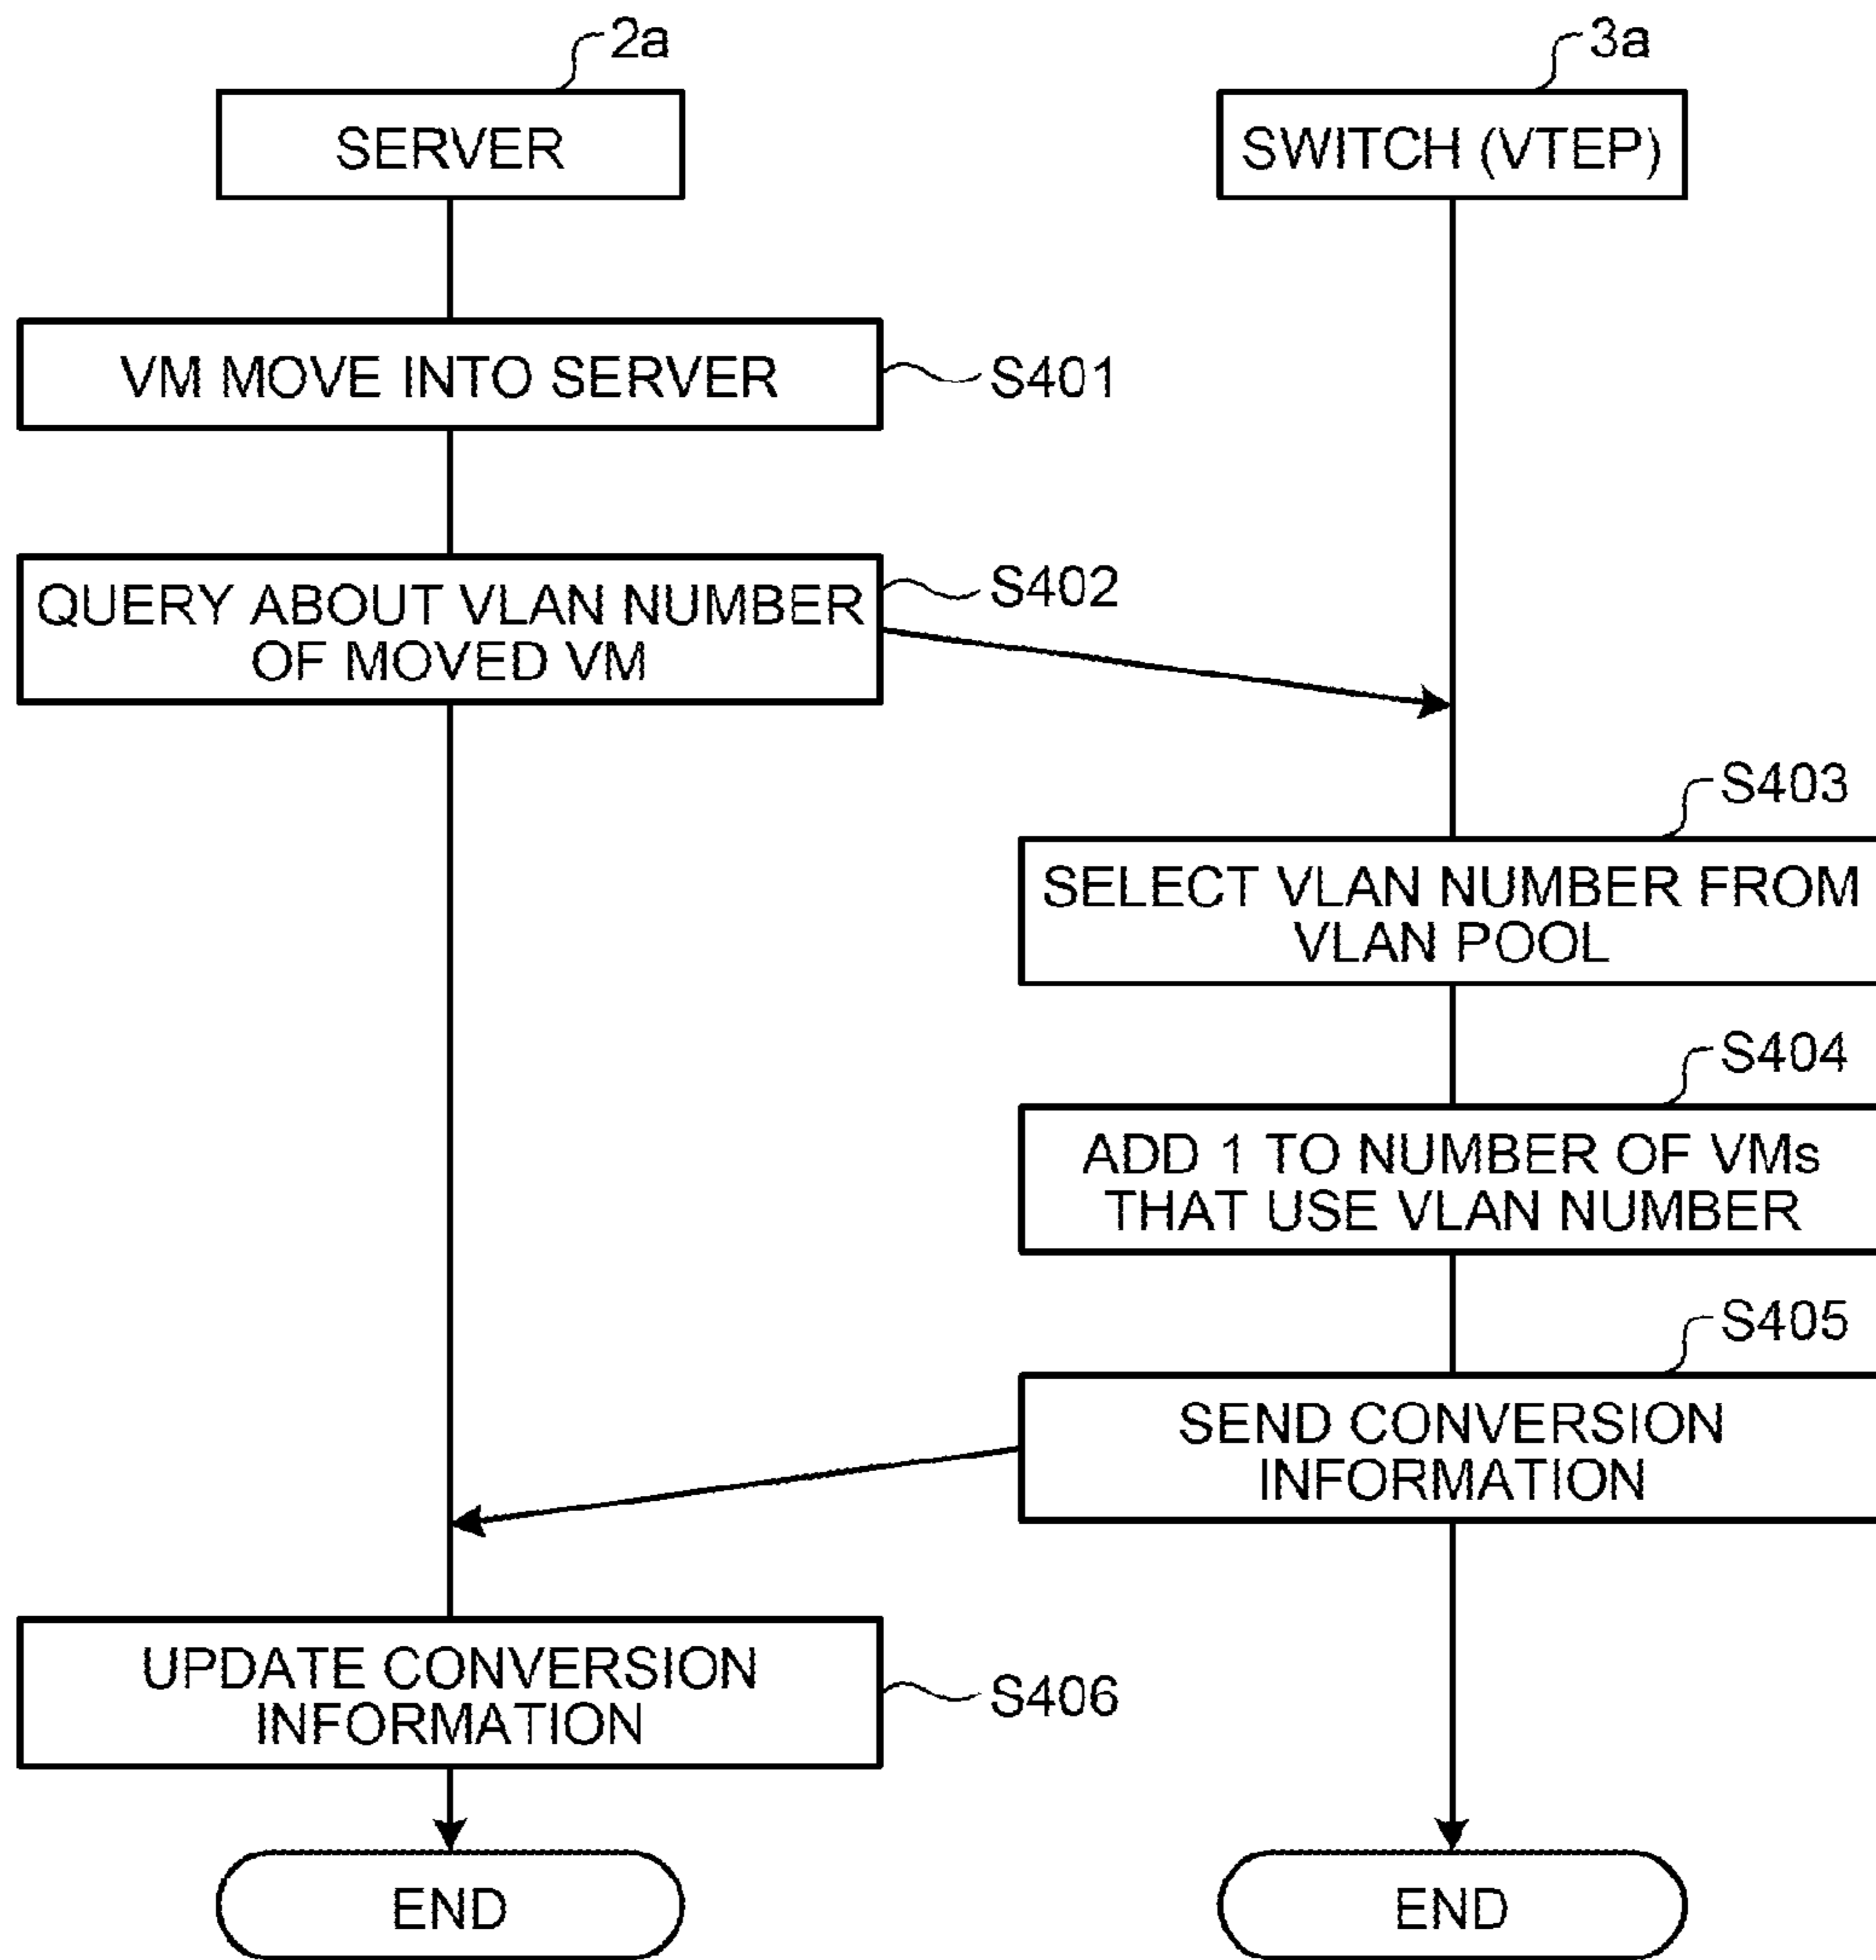 2a
3a
SERVER
SWITCH (VTEP)
VM MOVE INTO SERVER
S401
QUERY ABOUT VLAN NUMBER
OF MOVED VM
S402
S403
SELECT VLAN NUMBER FROM
VLAN POOL
S404
ADD 1 TO NUMBER OF VMs
THAT USE VLAN NUMBER
S405
SEND CONVERSION
INFORMATION
UPDATE CONVERSION
INFORMATION
S406
END
END